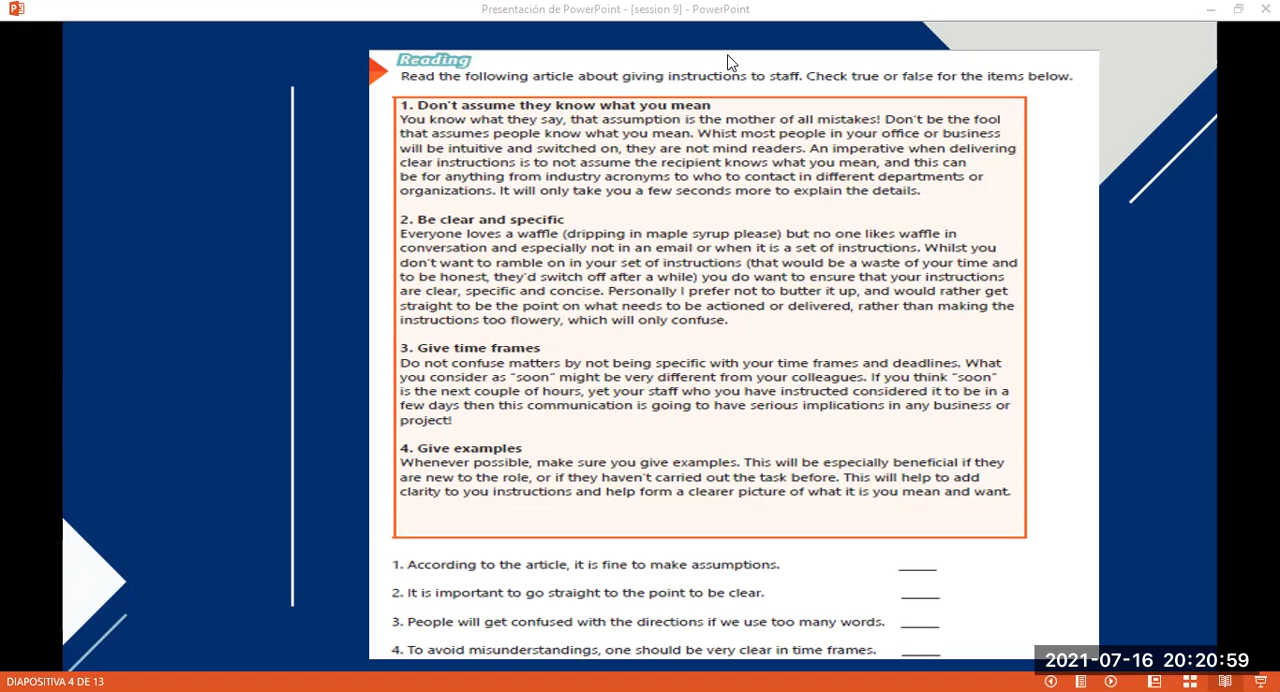 Presentación de PowerPoint - [session 9] - PowerPoint
Reading
Read the following article about giving instructions to staff. Check true or false for the items below.
1. Don't assume they know what you mean
You know what they say, that assumption is the mother of all mistakes! Don't be the fool
that assumes people know what you mean. Whist most people in your office or business
will be intuitive and switched on, they are not mind readers. An imperative when delivering
clear instructions is to not assume the recipient knows what you mean, and this can
be for anything from industry acronyms to who to contact in different departments or
organizations. It will only take you a few seconds more to explain the details.
2. Be clear and specific
Everyone loves a waffle (dripping in maple syrup please) but no one likes waffle in
conversation and especially not in an email or when it is a set of instructions. Whilst you
don't want to ramble on in your set of instructions (that would be a waste of your time and
to be honest, they'd switch off after a while) you do want to ensure that your instructions
are clear, specific and concise. Personally I prefer not to butter it up, and would rather get
straight to be the point on what needs to be actioned or delivered, rather than making the
instructions too flowery, which will only confuse.
3. Give time frames
Do not confuse matters by not being specific with your time frames and deadlines. What
you consider as "soon" might be very different from your colleagues. If you think "soon"
is the next couple of hours, yet your staff who you have instructed considered it to be in a
few days then this communication is going to have serious implications in any business or
project!
4. Give examples
Whenever possible, make sure you give examples. This will be especially beneficial if they
are new to the role, or if they haven't carried out the task before. This will help to add
clarity to you instructions and help form a clearer picture of what it is you mean and want.
1. According to the article, it is fine to make assumptions. ____
2. It is important to go straight to the point to be clear. ____
3. People will get confused with the directions if we use too many words. ____
4. To avoid misunderstandings, one should be very clear in time frames. ____
2021-07-16 20:20:59
DIAPOSITIVA 4 DE 13